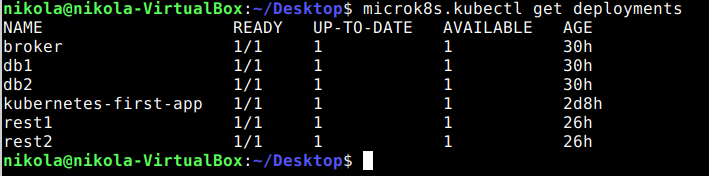 nikola@nikola-VirtualBox:~/Desktop$ microk8s.kubectl get deployments
NAME READY UP-TO-DATE AVAILABLE AGE
broker 1/1 1 1 30h
db1 1/1 1 1 30h
db2 1/1 1 1 30h
kubernetes-first-app 1/1 1 1 2d8h
rest1 1/1 1 1 26h
rest2 1/1 1 1 26h
nikola@nikola-VirtualBox:~/Desktop$